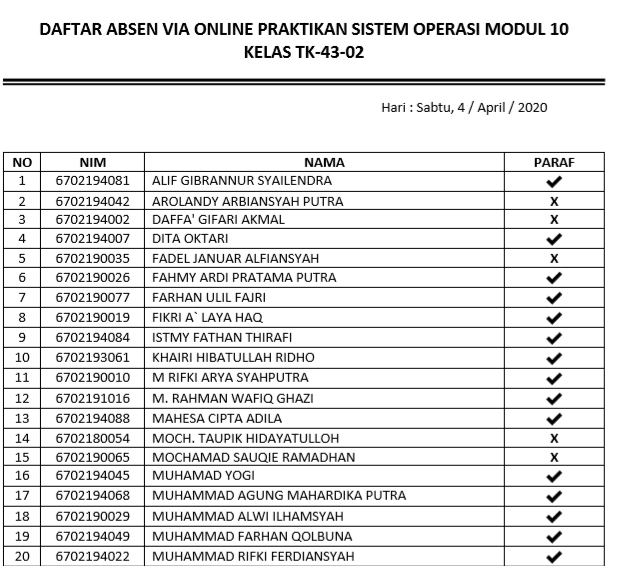 DAFTAR ABSEN VIA ONLINE PRAKTIKAN SISTEM OPERASI MODUL 10
KELAS TK-43-02
Hari : Sabtu, 4 / April / 2020
NO NIM NAMA PARAF
1 6702194081 ALIF GIBRANNUR SYAILENDRA ✔
2 6702194042 AROLANDY ARBIANSYAH PUTRA X
3 6702194002 DAFFA' GIFARI AKMAL X
4 6702194007 DITA OKTARI ✔
5 6702190035 FADEL JANUAR ALFIANSYAH X
6 6702190026 FAHMY ARDI PRATAMA PUTRA ✔
7 6702190077 FARHAN ULIL FAJRI ✔
8 6702190019 FIKRI A` LAYA HAQ ✔
9 6702194084 ISTMY FATHAN THIRAFI ✔
10 6702193061 KHAIRI HIBATULLAH RIDHO ✔
11 6702190010 M RIFKI ARYA SYAHPUTRA ✔
12 6702191016 M. RAHMAN WAFIQ GHAZI ✔
13 6702194088 MAHESA CIPTA ADILA ✔
14 6702180054 MOCH. TAUPIK HIDAYATULLOH X
15 6702190065 MOCHAMAD SAUQIE RAMADHAN X
16 6702194045 MUHAMAD YOGI ✔
17 6702194068 MUHAMMAD AGUNG MAHARDIKA PUTRA ✔
18 6702190029 MUHAMMAD ALWI ILHAMSYAH ✔
19 6702194049 MUHAMMAD FARHAN QOLBUNA ✔
20 6702194022 MUHAMMAD RIFKI FERDIANSYAH ✔